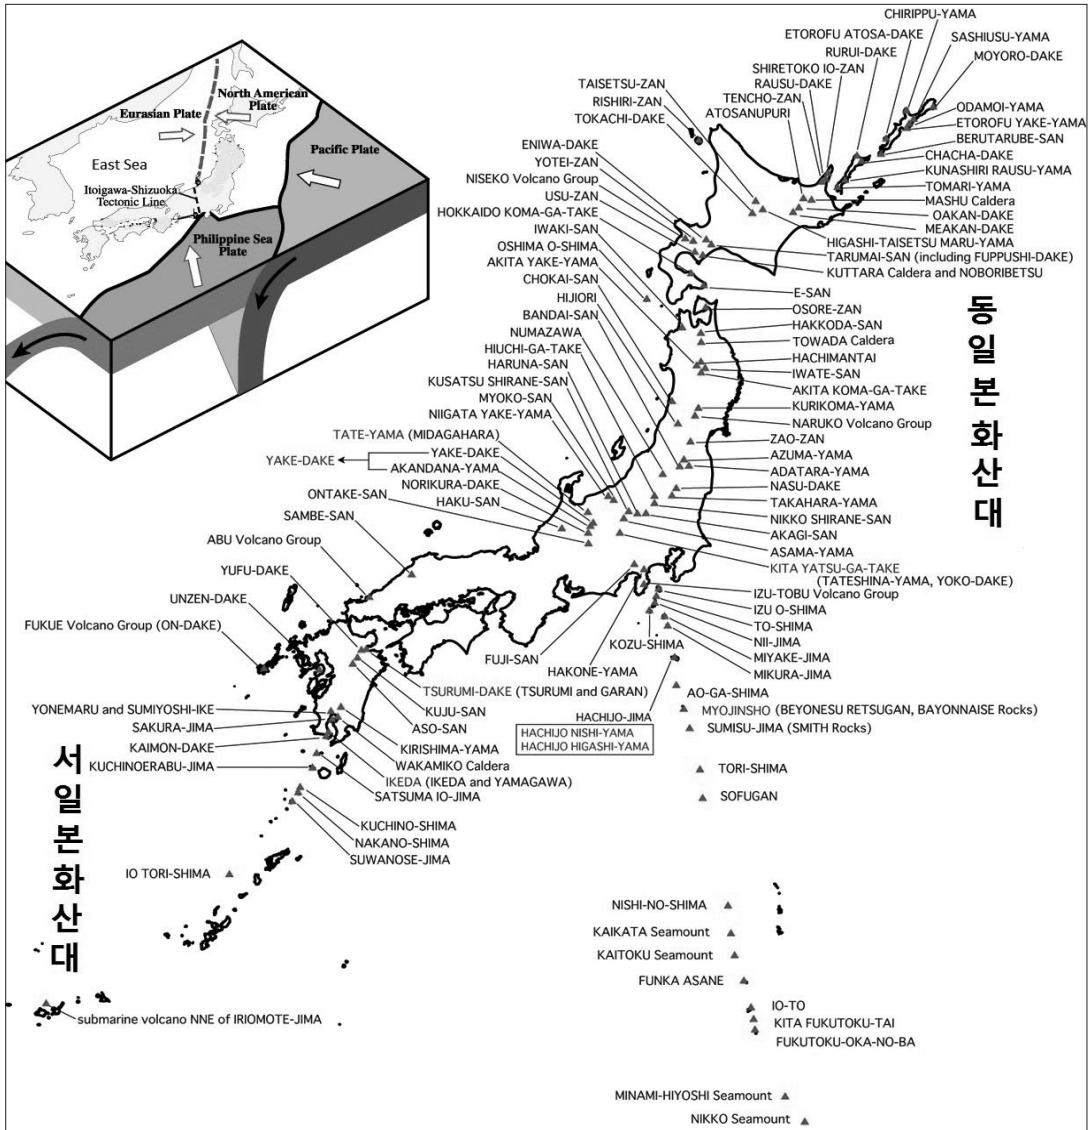 North American
Plate
Eurasian Plate
Pacific Plate
East Sea
Itoigawa-Shizuoka
Tectonic Line
Philippine Sea
Plate
CHIRIPPU-YAMA
ETOROFU ATOSA-DAKE
SASHIUSU-YAMA
RURUI-DAKE
MOYORO-DAKE
SHIRETOKO IO-ZAN
TAISETSU-ZAN
RAUSU-DAKE
RISHIRI-ZAN
TENCHO-ZAN
TOKACHI-DAKE
ATOSANUPURI
ODAMOI-YAMA
ETOROFU YAKE-YAMA
BERUTARUBE-SAN
CHACHA-DAKE
KUNASHIRI RAUSU-YAMA
TOMARI-YAMA
MASHU Caldera
OAKAN-DAKE
MEAKAN-DAKE
HIGASHI-TAISETSU MARU-YAMA
TARUMAI-SAN (including FUPPUSHI-DAKE)
KUTTARA Caldera and NOBORIBETSU
ENIWA-DAKE
YOTEI-ZAN
NISEKO Volcano Group
USU-ZAN
HOKKAIDO KOMA-GA-TAKE
IWAKI-SAN
OSHIMA O-SHIMA
AKITA YAKE-YAMA
CHOKAI-SAN
HIJIORI
BANDAI-SAN
NUMAZAWA
HIUCHI-GA-TAKE
HARUNA-SAN
KUSATSU SHIRANE-SAN
MYOKO-SAN
NIIGATA YAKE-YAMA
TATE-YAMA (MIDAGAHARA)
YAKE-DAKE
YAKE-DAKE
AKANDANA-YAMA
NORIKURA-DAKE
ONTAKE-SAN
HAKU-SAN
SAMBE-SAN
ABU Volcano Group
YUFU-DAKE
UNZEN-DAKE
FUKUE Volcano Group (ON-DAKE)
E-SAN
OSORE-ZAN
HAKKODA-SAN
TOWADA Caldera
HACHIMANTAI
IWATE-SAN
AKITA KOMA-GA-TAKE
KURIKOMA-YAMA
NARUKO Volcano Group
ZAO-ZAN
AZUMA-YAMA
ADATARA-YAMA
NASU-DAKE
TAKAHARA-YAMA
NIKKO SHIRANE-SAN
AKAGI-SAN
ASAMA-YAMA
KITA YATSU-GA-TAKE
(TATESHINA-YAMA, YOKO-DAKE)
IZU-TOBU Volcano Group
IZU O-SHIMA
TO-SHIMA
NII-JIMA
MIYAKE-JIMA
MIKURA-JIMA
KOZU-SHIMA
FUJI-SAN
HAKONE-YAMA
동일본화산대
TSURUMI-DAKE (TSURUMI and GARAN)
KUJU-SAN
ASO-SAN
KIRISHIMA-YAMA
WAKAMIKO Caldera
IKEDA (IKEDA and YAMAGAWA)
SATSUMA IO-JIMA
YONEMARU and SUMIYOSHI-IKE
SAKURA-JIMA
KAIMON-DAKE
KUCHINOERABU-JIMA
KUCHINO-SHIMA
NAKANO-SHIMA
SUWANOSE-JIMA
IO TORI-SHIMA
서일본화산대
submarine volcano NNE of IRIOMOTE-JIMA
HACHIJO-JIMA
HACHIJO NISHI-YAMA
HACHIJO HIGASHI-YAMA
AO-GA-SHIMA
MYOJINSHO (BEYONESU RETSUGAN, BAYONNAISE Rocks)
SUMISU-JIMA (SMITH Rocks)
TORI-SHIMA
SOFUGAN
NISHI-NO-SHIMA
KAIKATA Seamount
KAITOKU Seamount
FUNKA ASANE
IO-TO
KITA FUKUTOKU-TAI
FUKUTOKU-OKA-NO-BA
MINAMI-HIYOSHI Seamount
NIKKO Seamount